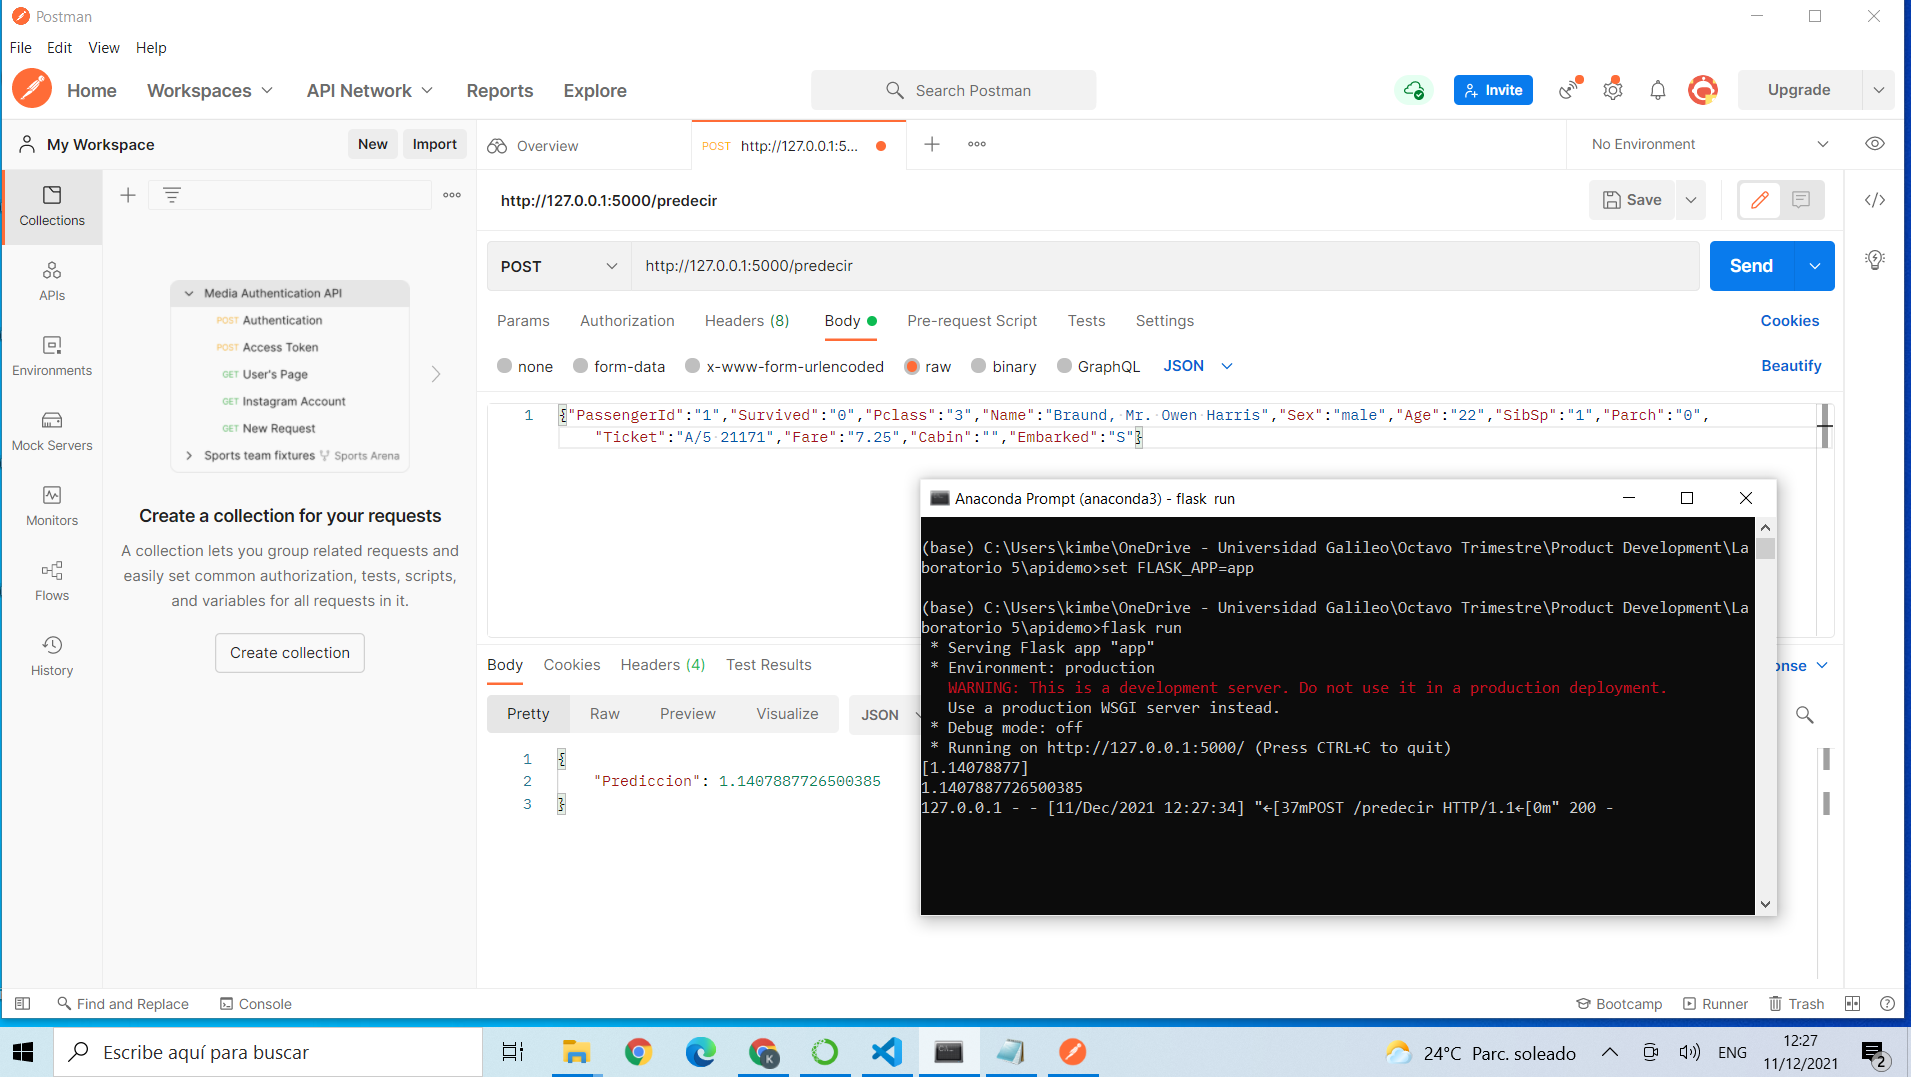 Postman
File Edit View Help
Home Workspaces API Network Reports Explore
Search Postman
Invite
Upgrade
My Workspace
New Import
Overview
POST http://127.0.0.1:5...
No Environment
Collections
APIs
Environments
Mock Servers
Monitors
Flows
History
Media Authentication API
POST Authentication
POST Access Token
GET User's Page
GET Instagram Account
GET New Request
Sports team fixtures Sports Arena
Create a collection for your requests
A collection lets you group related requests and
easily set common authorization, tests, scripts,
and variables for all requests in it.
Create collection
http://127.0.0.1:5000/predecir
Save
POST http://127.0.0.1:5000/predecir
Send
Params Authorization Headers (8) Body Pre-request Script Tests Settings
Cookies
none form-data x-www-form-urlencoded raw binary GraphQL JSON
Beautify
1 {"PassengerId":"1","Survived":"0","Pclass":"3","Name":"Braund, Mr. Owen Harris","Sex":"male","Age":"22","SibSp":"1","Parch":"0",
"Ticket":"A/5 21171","Fare":"7.25","Cabin":"","Embarked":"S"}
Body Cookies Headers (4) Test Results
onse
Pretty Raw Preview Visualize JSON
1 {
2 "Prediccion": 1.1407887726500385
3 }
Anaconda Prompt (anaconda3) - flask run
(base) C:\Users\kimbe\OneDrive - Universidad Galileo\Octavo Trimestre\Product Development\La
boratorio 5\apidemo>set FLASK_APP=app
(base) C:\Users\kimbe\OneDrive - Universidad Galileo\Octavo Trimestre\Product Development\La
boratorio 5\apidemo>flask run
* Serving Flask app "app"
* Environment: production
WARNING: This is a development server. Do not use it in a production deployment.
Use a production WSGI server instead.
* Debug mode: off
* Running on http://127.0.0.1:5000/ (Press CTRL+C to quit)
[1.14078877]
1.1407887726500385
127.0.0.1 - - [11/Dec/2021 12:27:34] "←[37mPOST /predecir HTTP/1.1←[0m" 200 -
Find and Replace Console
Bootcamp Runner Trash
Escribe aquí para buscar
K
24°C Parc. soleado
ENG
12:27
11/12/2021
2